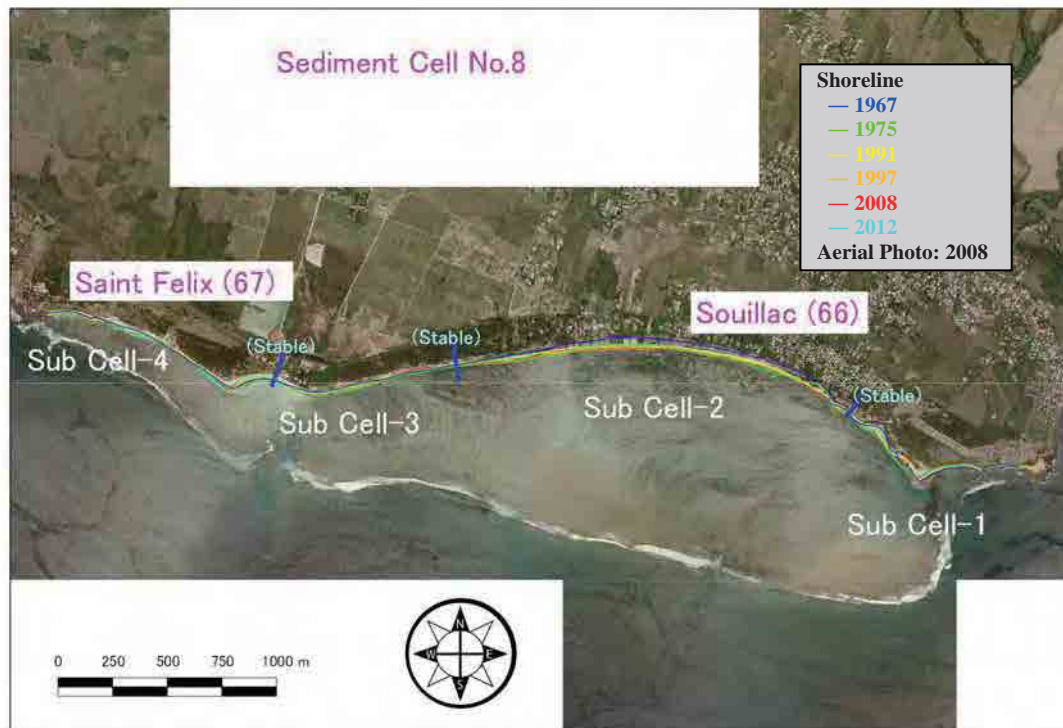 Sediment Cell No.8
Shoreline
1967
1975
1991
1997
2008
2012
Aerial Photo: 2008
Saint Felix (67)
Souillac (66)
(Stable)
(Stable)
(Stable)
Sub Cell-4
Sub Cell-3
Sub Cell-2
Sub Cell-1
0 250 500 750 1000 m
N
W E
S